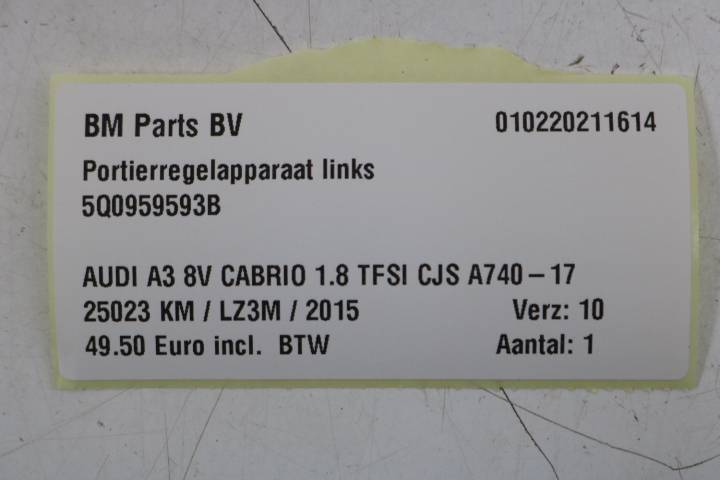 BM Parts BV 010220211614
Portierregelapparaat links
5Q0959593B
AUDI A3 8V CABRIO 1.8 TFSI CJS A740 – 17
25023 KM / LZ3M / 2015 Verz: 10
49.50 Euro incl. BTW Aantal: 1